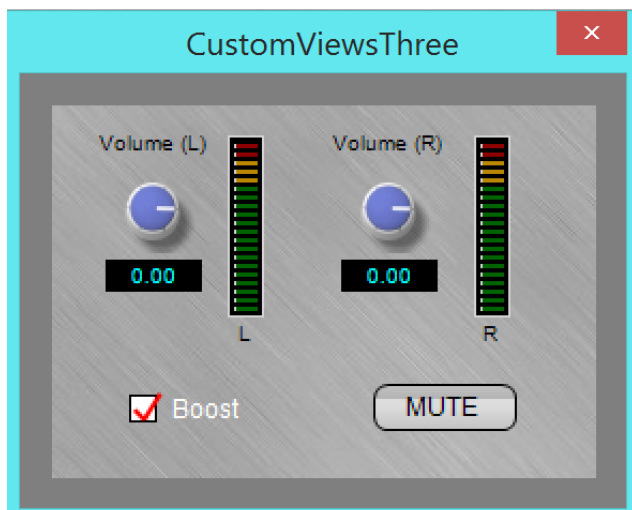 CustomViewsThree
Volume (L)
Volume (R)
0.00
0.00
L
R
Boost
MUTE